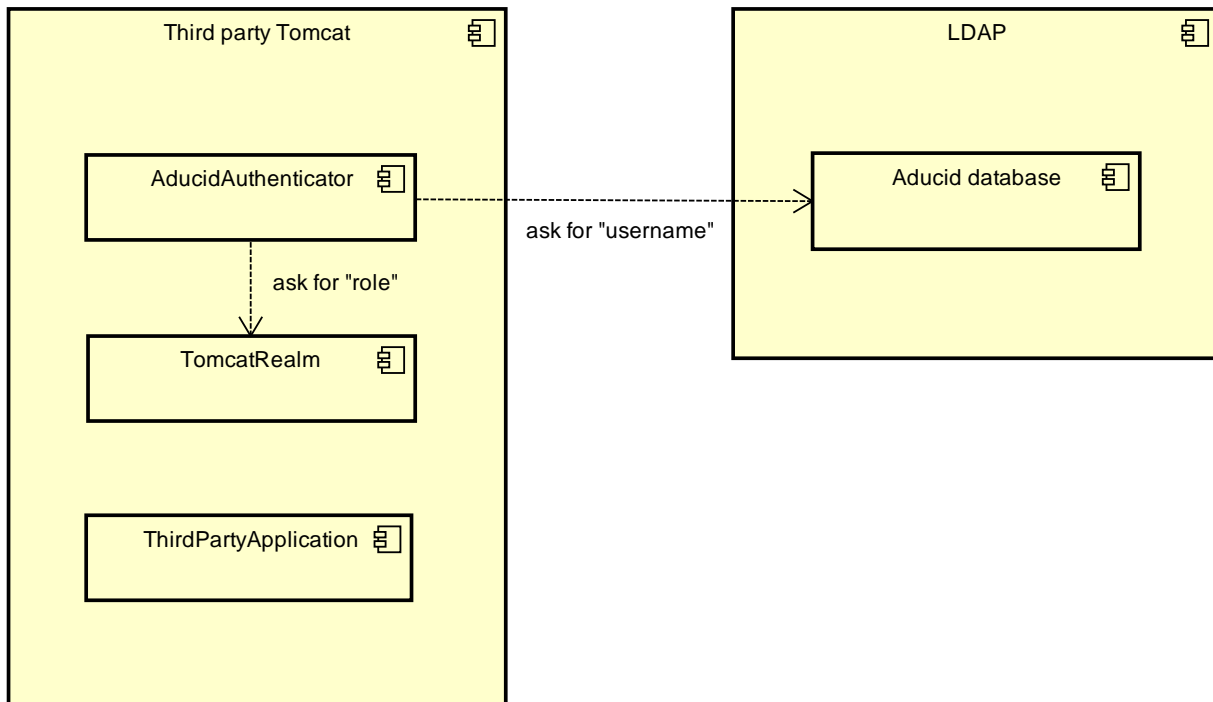 Third party Tomcat
LDAP
AducidAuthenticator
Aducid database
ask for "username"
ask for "role"
TomcatRealm
ThirdPartyApplication